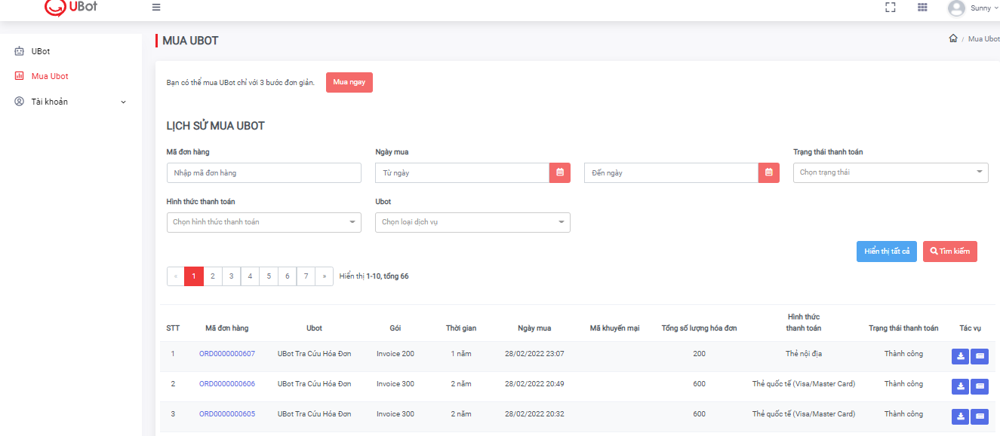 UBot
Sunny
UBot
Mua Ubot
Tài khoản
MUA UBOT
/ Mua Ubot
Bạn có thể mua UBot chỉ với 3 bước đơn giản.
Mua ngay
LỊCH SỬ MUA UBOT
Mã đơn hàng
Ngày mua
Trạng thái thanh toán
Nhập mã đơn hàng
Từ ngày
Đến ngày
Chọn trạng thái
Hình thức thanh toán
Ubot
Chọn hình thức thanh toán
Chọn loại dịch vụ
Hiển thị tất cả
Tìm kiếm
« 1 2 3 4 5 6 7 » Hiển thị 1-10, tổng 66
STT Mã đơn hàng Ubot Gói Thời gian Ngày mua Mã khuyến mại Tổng số lượng hóa đơn Hình thức thanh toán Trạng thái thanh toán Tác vụ
1 ORD0000000607 UBot Tra Cứu Hóa Đơn Invoice 200 1 năm 28/02/2022 23:07 200 Thẻ nội địa Thành công
2 ORD0000000606 UBot Tra Cứu Hóa Đơn Invoice 300 2 năm 28/02/2022 20:49 600 Thẻ quốc tế (Visa/Master Card) Thành công
3 ORD0000000605 UBot Tra Cứu Hóa Đơn Invoice 300 2 năm 28/02/2022 20:32 600 Thẻ quốc tế (Visa/Master Card) Thành công